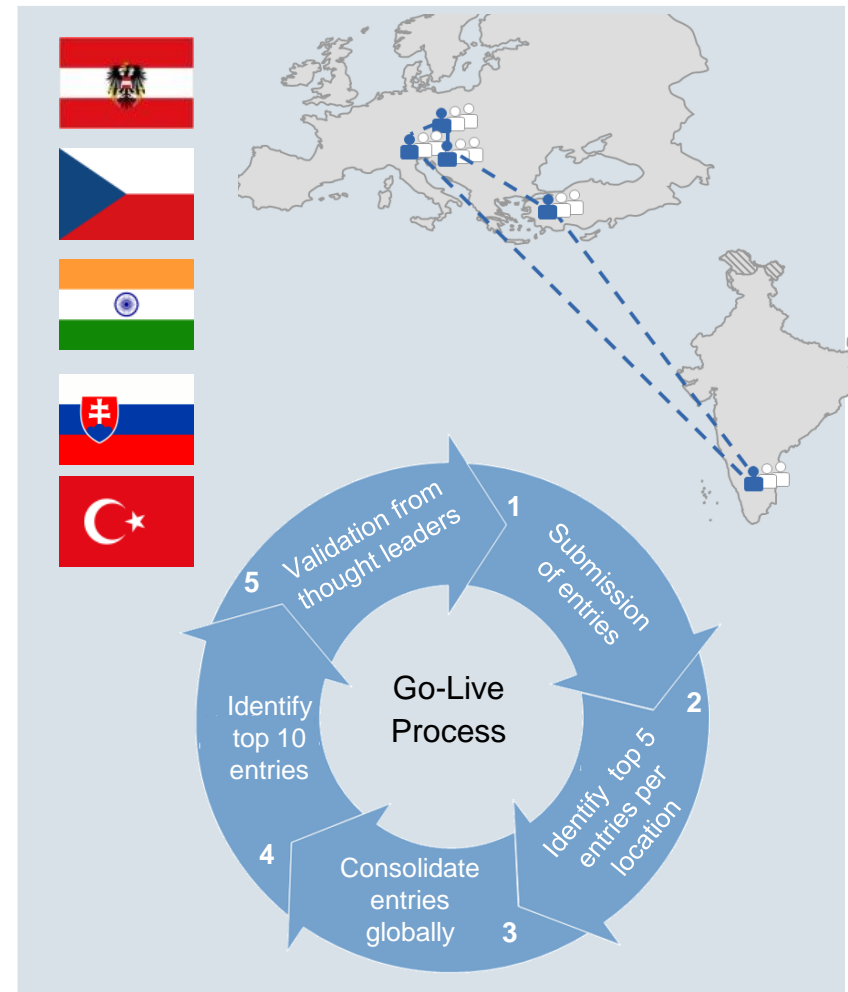 1
Submission
of entries
2
Identify top 5
entries per
location
3
Consolidate
entries
globally
4
Identify
top 10
entries
5
Validation from
thought leaders
Go-Live
Process